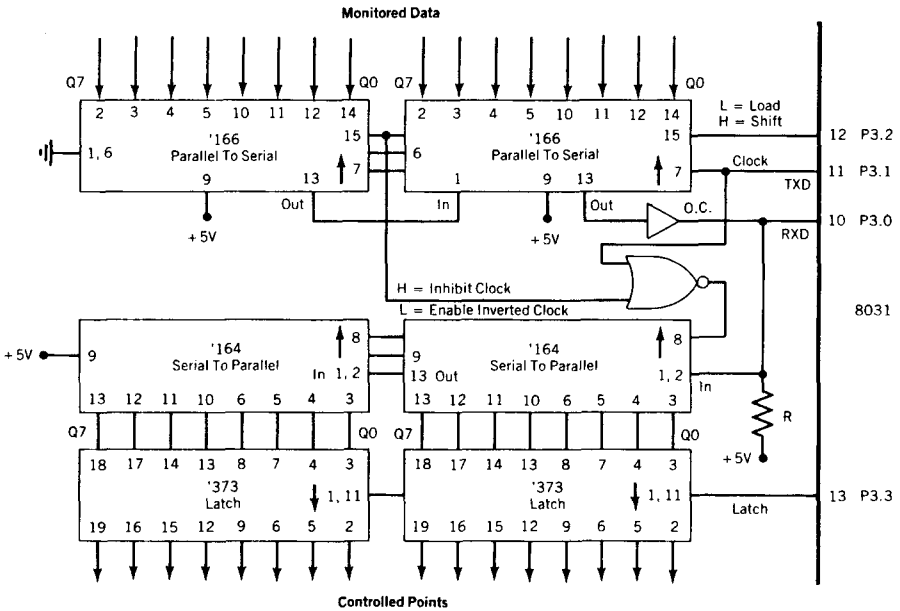 Monitored Data
Q7 Q0 Q7 Q0
2 3 4 5 10 11 12 14 2 3 4 5 10 11 12 14
L = Load
H = Shift
'166 15 '166 15 12 P3.2
1, 6 Parallel To Serial 6 Parallel To Serial
7 7 Clock 11 P3.1
TXD
9 13 1 9 13
Out In Out O.C. 10 P3.0
+5V +5V RXD
H = Inhibit Clock
L = Enable Inverted Clock
8031
'164 8 '164 8
+5V 9 Serial To Parallel 9 Serial To Parallel
In 1, 2 13 Out 1, 2 In
13 12 11 10 6 5 4 3 13 12 11 10 6 5 4 3
R
Q7 Q0 Q7 Q0
18 17 14 13 8 7 4 3 18 17 14 13 8 7 4 3
+5V
'373 1, 11 '373 1, 11 13 P3.3
Latch Latch Latch
19 16 15 12 9 6 5 2 19 16 15 12 9 6 5 2
Controlled Points